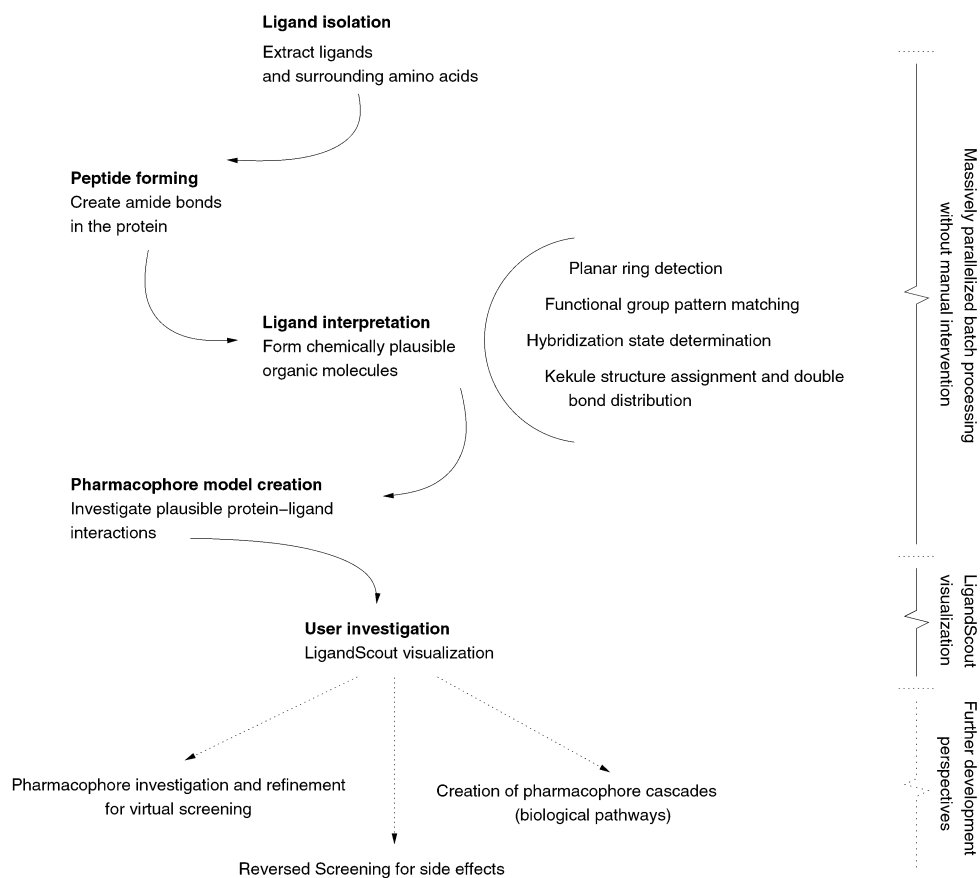 Ligand isolation
Extract ligands
and surrounding amino acids
Peptide forming
Create amide bonds
in the protein
Ligand interpretation
Form chemically plausible
organic molecules
Planar ring detection
Functional group pattern matching
Hybridization state determination
Kekule structure assignment and double
bond distribution
Pharmacophore model creation
Investigate plausible protein–ligand
interactions
User investigation
LigandScout visualization
Pharmacophore investigation and refinement
for virtual screening
Reversed Screening for side effects
Creation of pharmacophore cascades
(biological pathways)
Massively parallelized batch processing
without manual intervention
LigandScout
visualization
Further development
perspectives